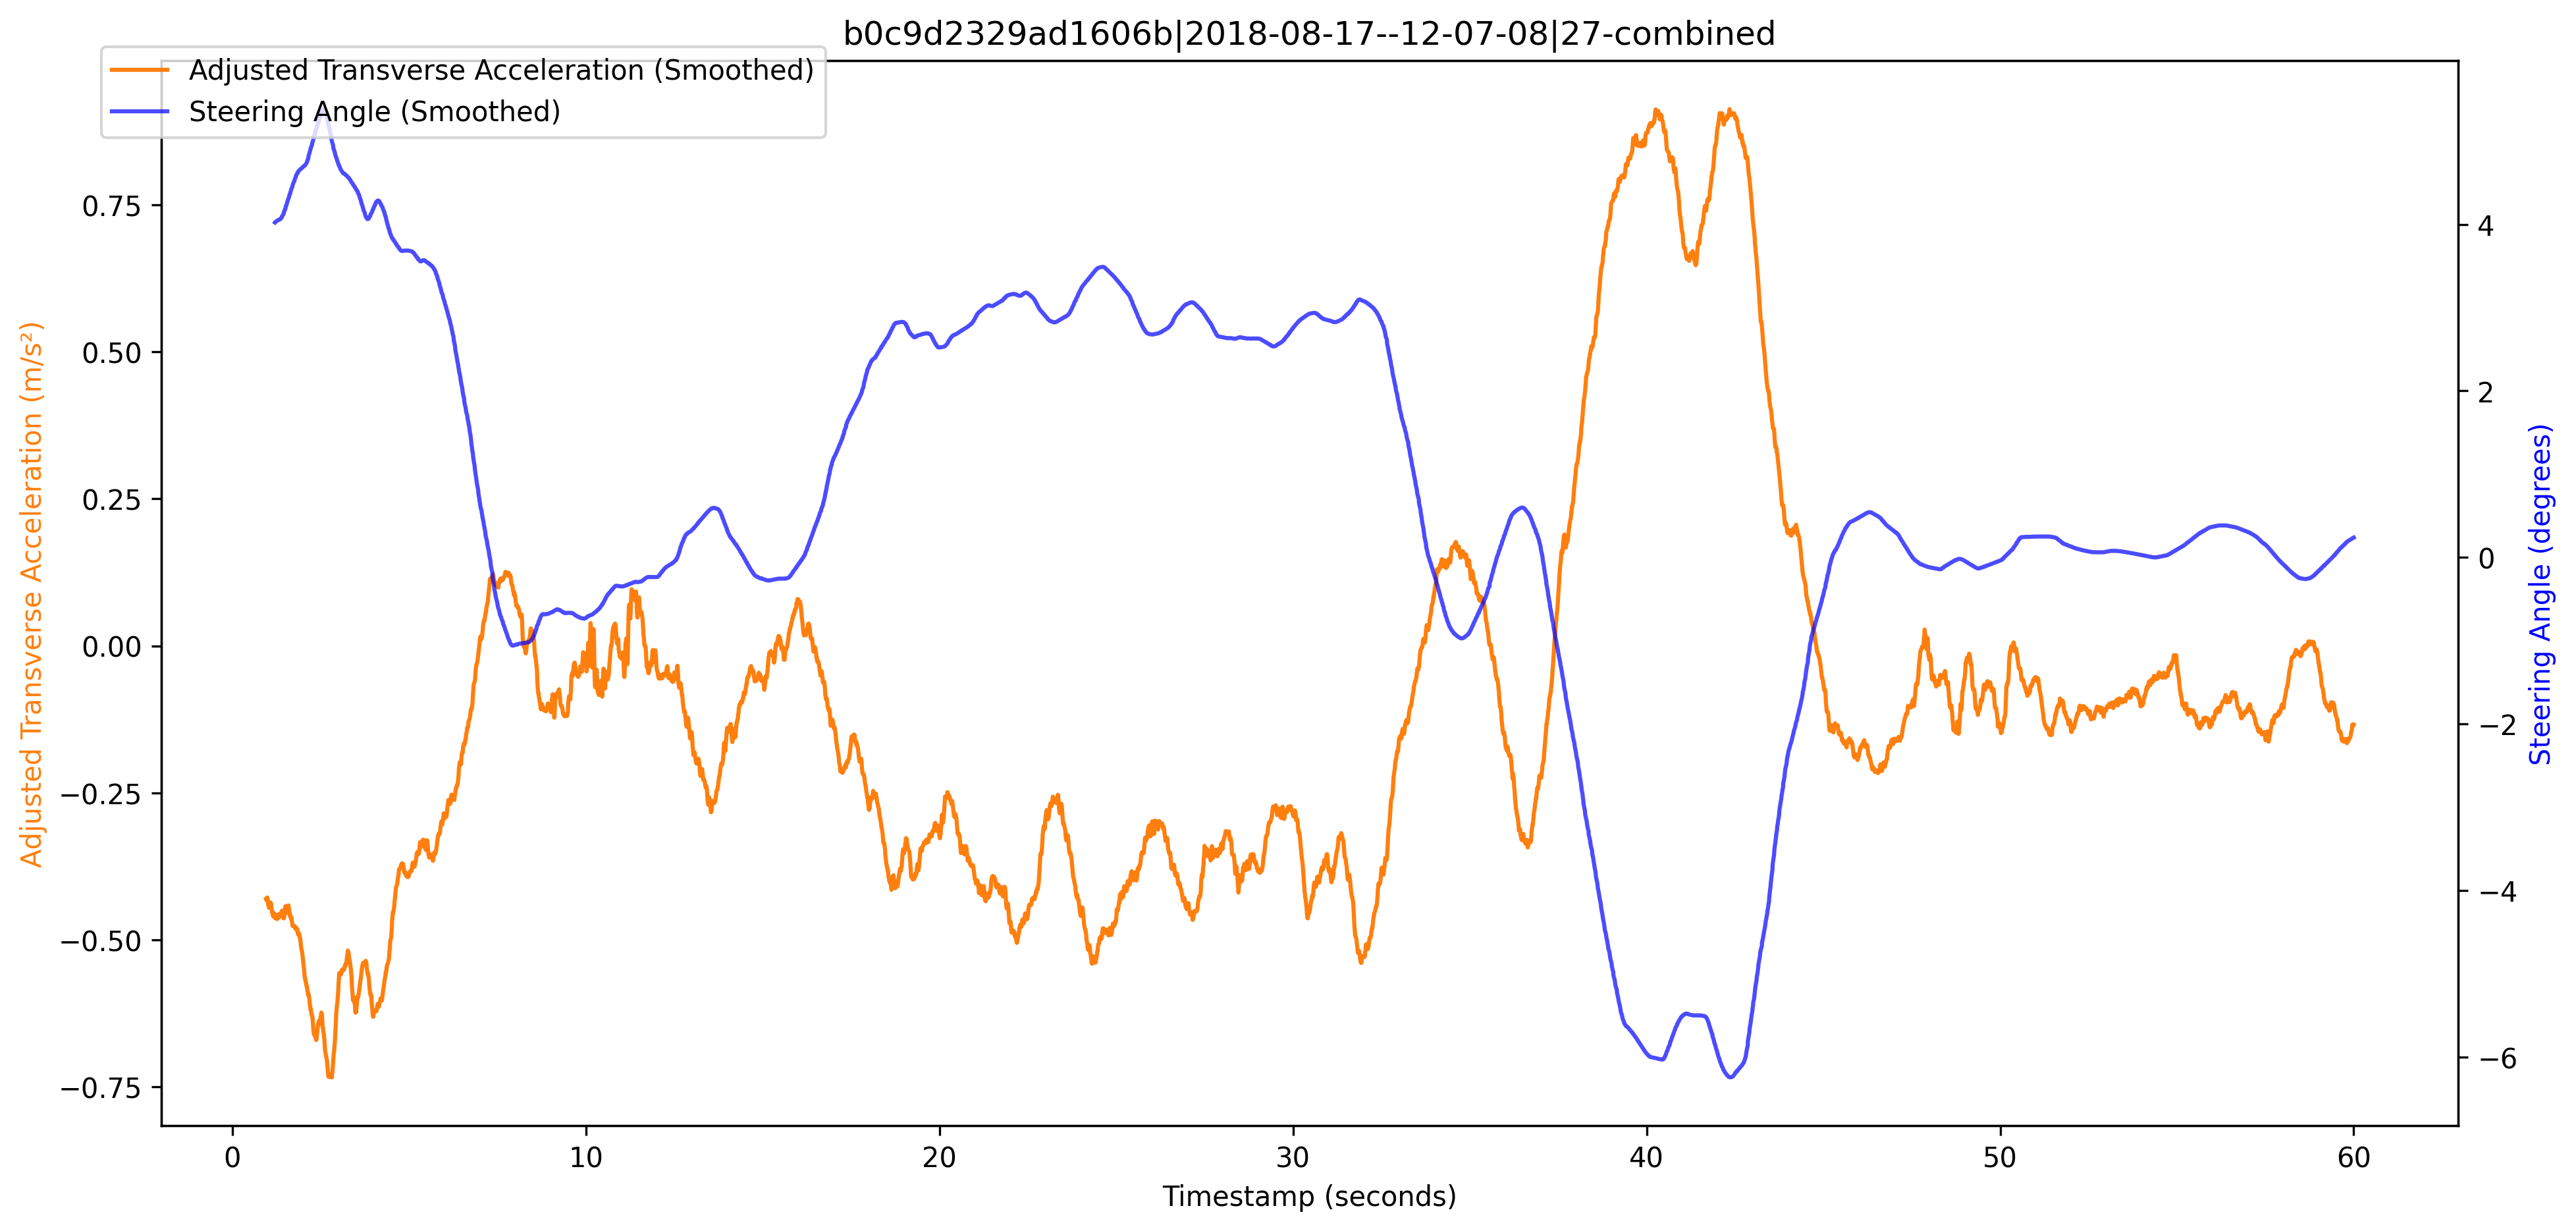 b0c9d2329ad1606b|2018-08-17--12-07-08|27-combined
Adjusted Transverse Acceleration (Smoothed)
Steering Angle (Smoothed)
Adjusted Transverse Acceleration (m/s²)
0.75
0.50
0.25
0.00
−0.25
−0.50
−0.75
4
2
0
−2
−4
−6
Steering Angle (degrees)
0 10 20 30 40 50 60
Timestamp (seconds)